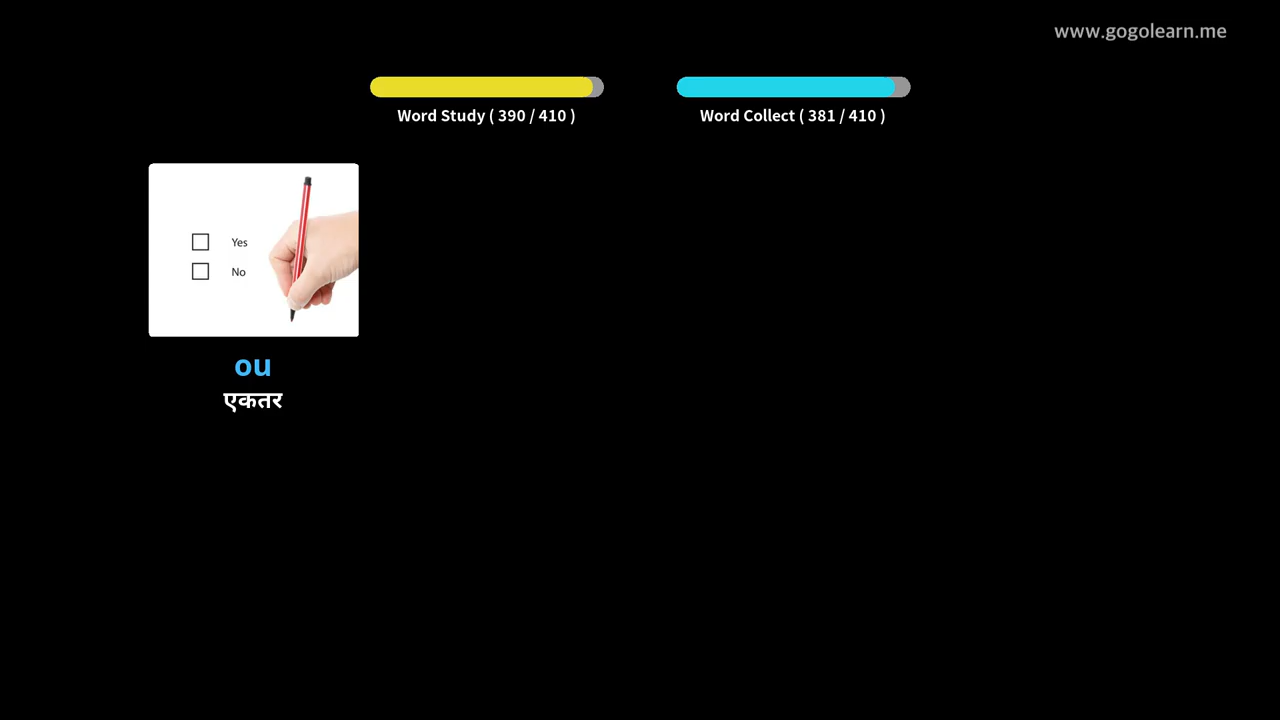 www.gogolearn.me
Word Study ( 390 / 410 )
Word Collect ( 381 / 410 )
Yes
No
ou
एकतर